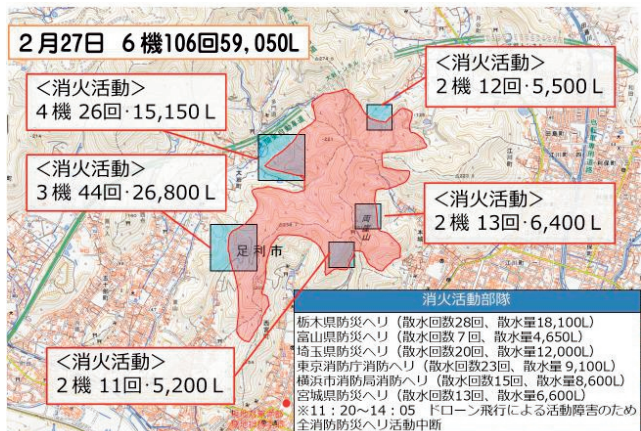 2月27日 6機106回59,050L
<消火活動>
4機 26回·15,150L
<消火活動>
2機 12回·5,500L
<消火活動>
3機 44回·26,800L
<消火活動>
2機 13回·6,400L
<消火活動>
2機 11回·5,200L
足利市
両崖山
大岩町
西宮町
江川町
消火活動部隊
栃木県防災ヘリ（散水回数28回、散水量18,100L）
富山県防災ヘリ（散水回数７回、散水量4,650L）
埼玉県防災ヘリ（散水回数20回、散水量12,000L）
東京消防庁消防ヘリ（散水回数23回、散水量 9,100L）
横浜市消防局消防ヘリ（散水回数15回、散水量8,600L）
宮城県防災ヘリ（散水回数13回、散水量6,600L）
※11：20～14：05　ドローン飛行による活動障害のため
全消防防災ヘリ活動中断